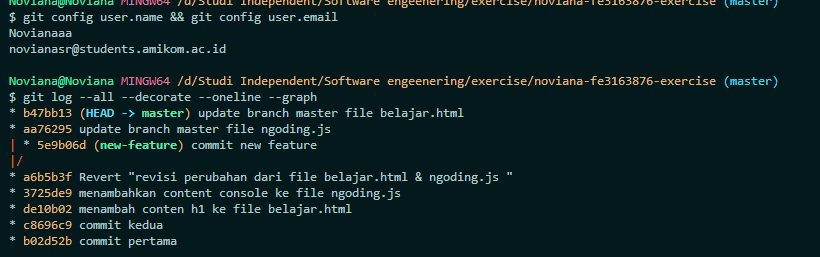 Noviana@Noviana MINGW64 /d/Studi Independent/Software engeenering/exercise/noviana-fe3163876-exercise (master)
$ git config user.name && git config user.email
Novianaaa
novianasr@students.amikom.ac.id
Noviana@Noviana MINGW64 /d/Studi Independent/Software engeenering/exercise/noviana-fe3163876-exercise (master)
$ git log --all --decorate --oneline --graph
* b47bb13 (HEAD -> master) update branch master file belajar.html
* aa76295 update branch master file ngoding.js
| * 5e9b06d (new-feature) commit new feature
|/
* a6b5b3f Revert "revisi perubahan dari file belajar.html & ngoding.js "
* 3725de9 menambahkan content console ke file ngoding.js
* de10b02 menambah conten h1 ke file belajar.html
* c8696c9 commit kedua
* b02d52b commit pertama